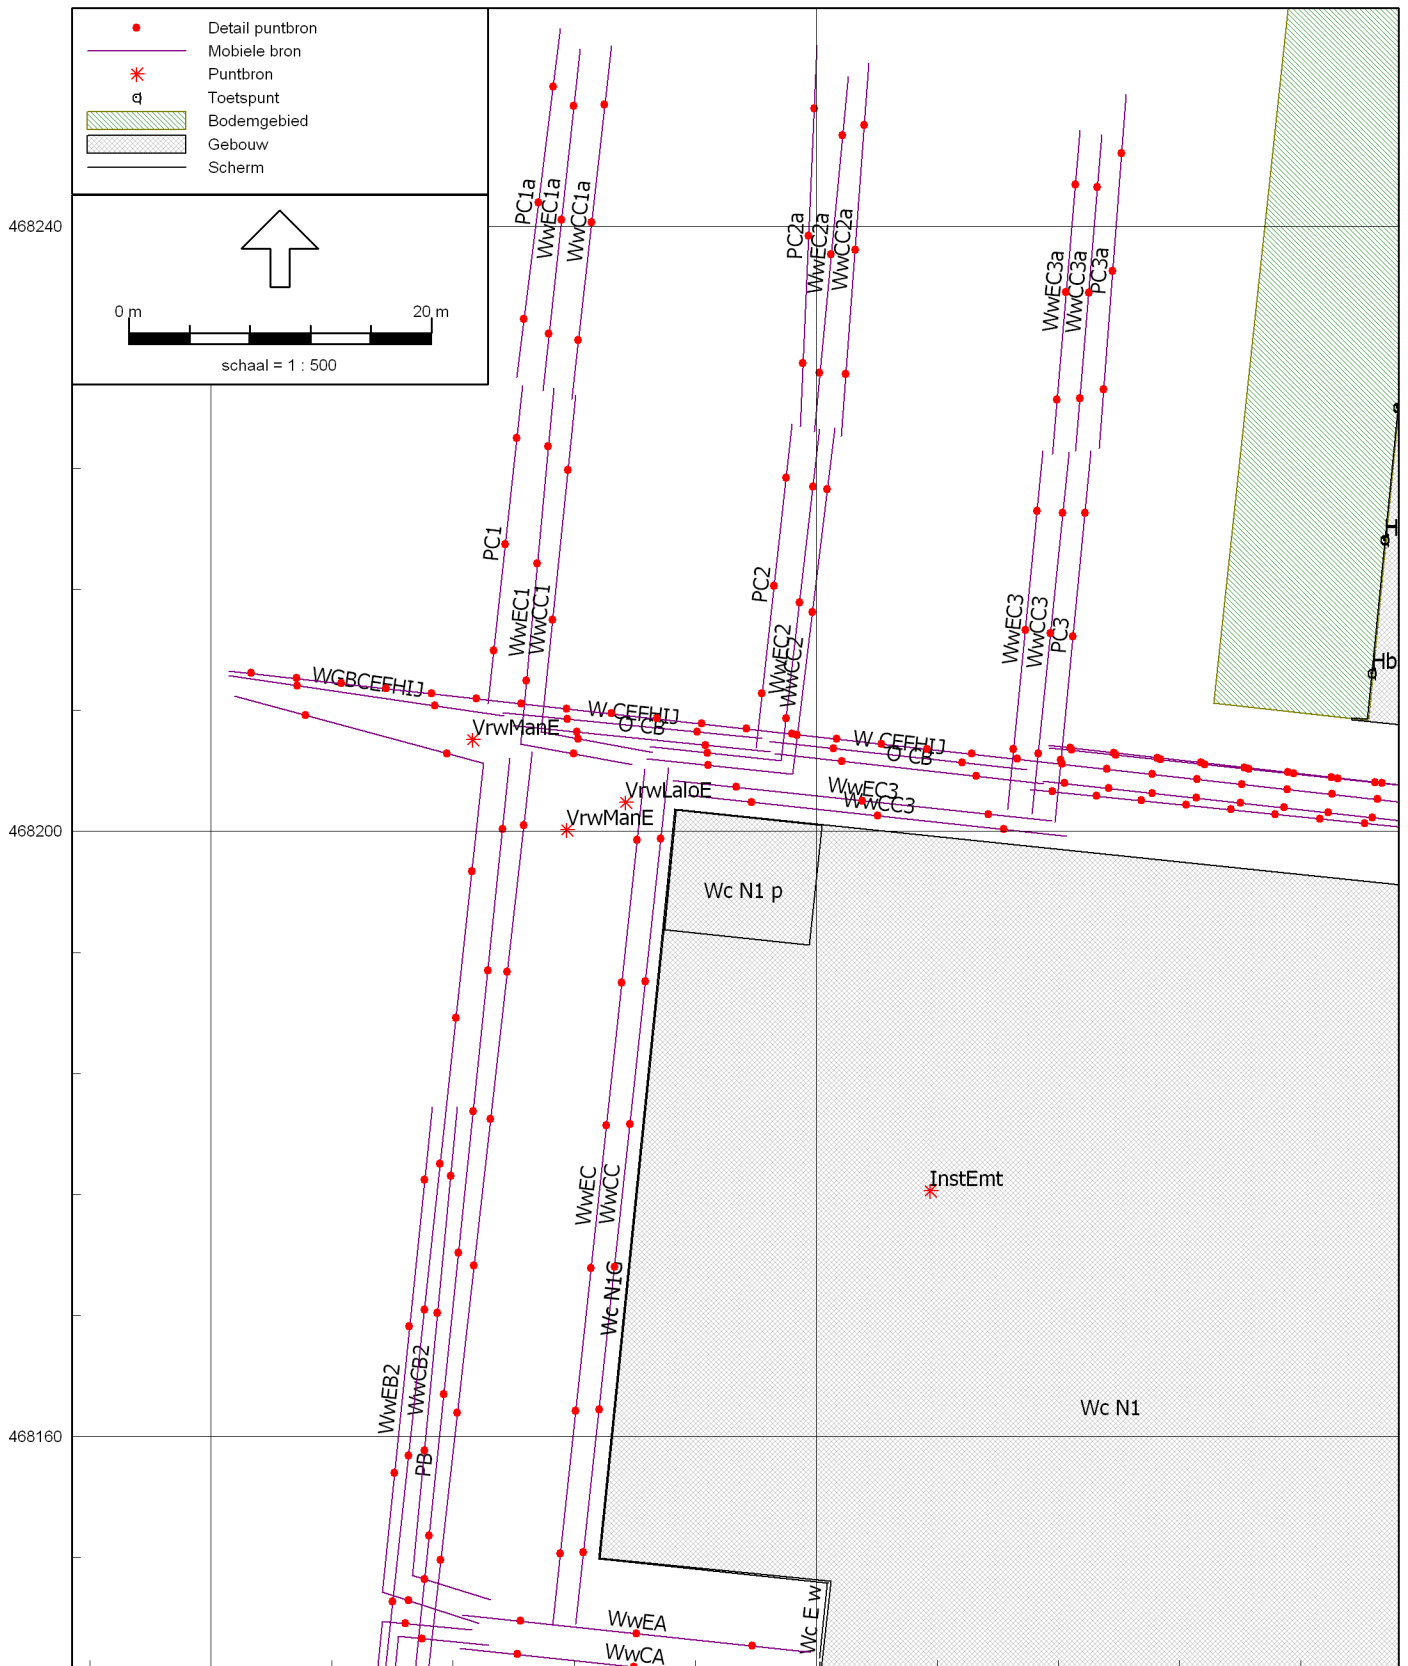 Detail puntbron
Mobiele bron
Puntbron
Toetspunt
Bodemgebied
Gebouw
Scherm
0 m
20 m
schaal = 1 : 500
468240
468200
468160
PC1a
WwEC1a
WwCC1a
PC2a
WwEC2a
WwCC2a
WwEC3a
WwCC3a
PC3a
PC1
WwEC1
WwCC1
PC2
WwEC2
WwCC2
WwEC3
WwCC3
PC3
Hb
WGBCEFHIJ
W CEFHIJ
O CB
W CEFHIJ
O CB
VrwManE
VrwLaloE
VrwManE
WwEC3
WwCC3
Wc N1 p
InstEmt
WwEC
WwCC
Wc N1G
Wc N1
WwEB2
WwCB2
PB
WwEA
WwCA
Wc E w